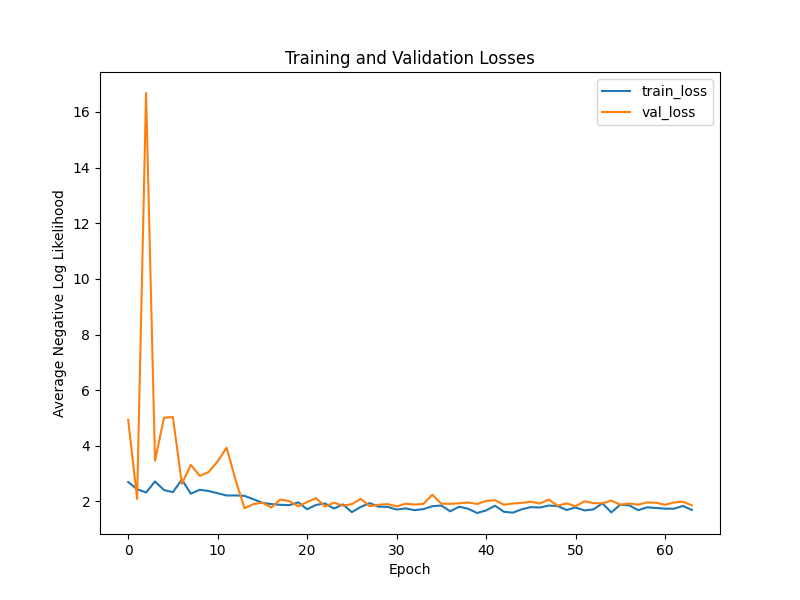 Training and Validation Losses
train_loss
val_loss
16
14
12
10
8
6
4
2
Average Negative Log Likelihood
0 10 20 30 40 50 60
Epoch